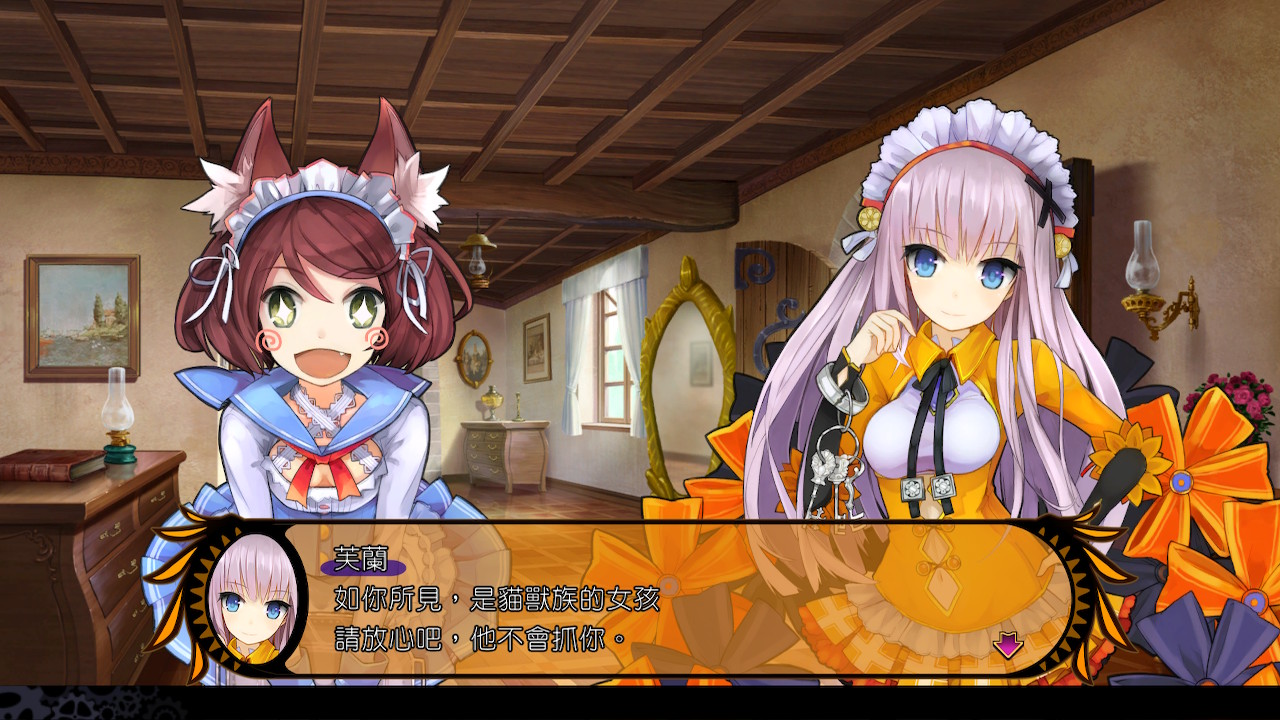 芙蘭
如你所見，是貓獸族的女孩
請放心吧，他不會抓你。